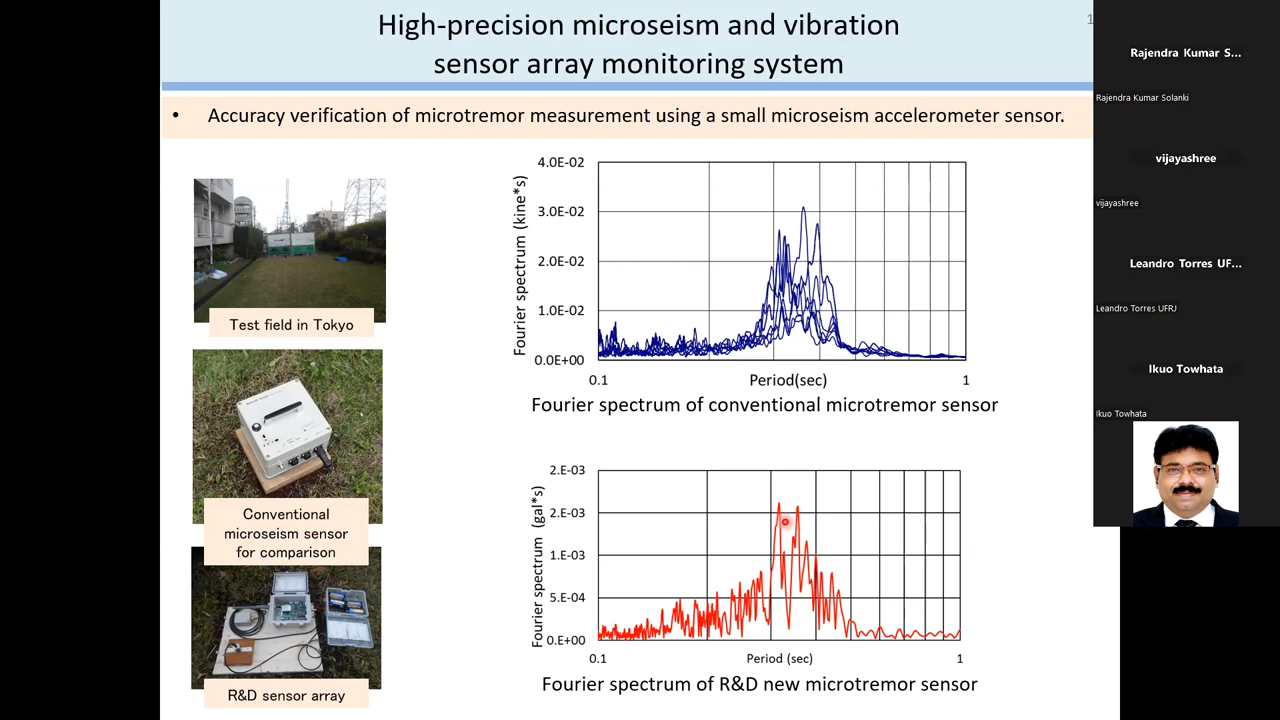 High-precision microseism and vibration
sensor array monitoring system
1
• Accuracy verification of microtremor measurement using a small microseism accelerometer sensor.
Test field in Tokyo
Conventional
microseism sensor
for comparison
R&D sensor array
4.0E-02
3.0E-02
2.0E-02
1.0E-02
0.0E+00
Fourier spectrum (kine*s)
0.1
Period(sec)
1
Fourier spectrum of conventional microtremor sensor
2.E-03
2.E-03
1.E-03
5.E-04
0.E+00
Fourier spectrum (gal*s)
0.1
Period (sec)
1
Fourier spectrum of R&D new microtremor sensor
Rajendra Kumar S...
Rajendra Kumar Solanki
vijayashree
vijayashree
Leandro Torres UF...
Leandro Torres UFRJ
Ikuo Towhata
Ikuo Towhata